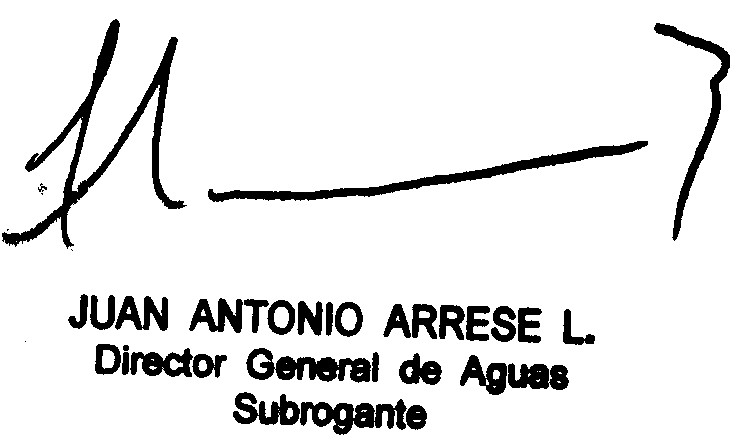 JUAN ANTONIO ARRESE L.
Director General de Aguas
Subrogante